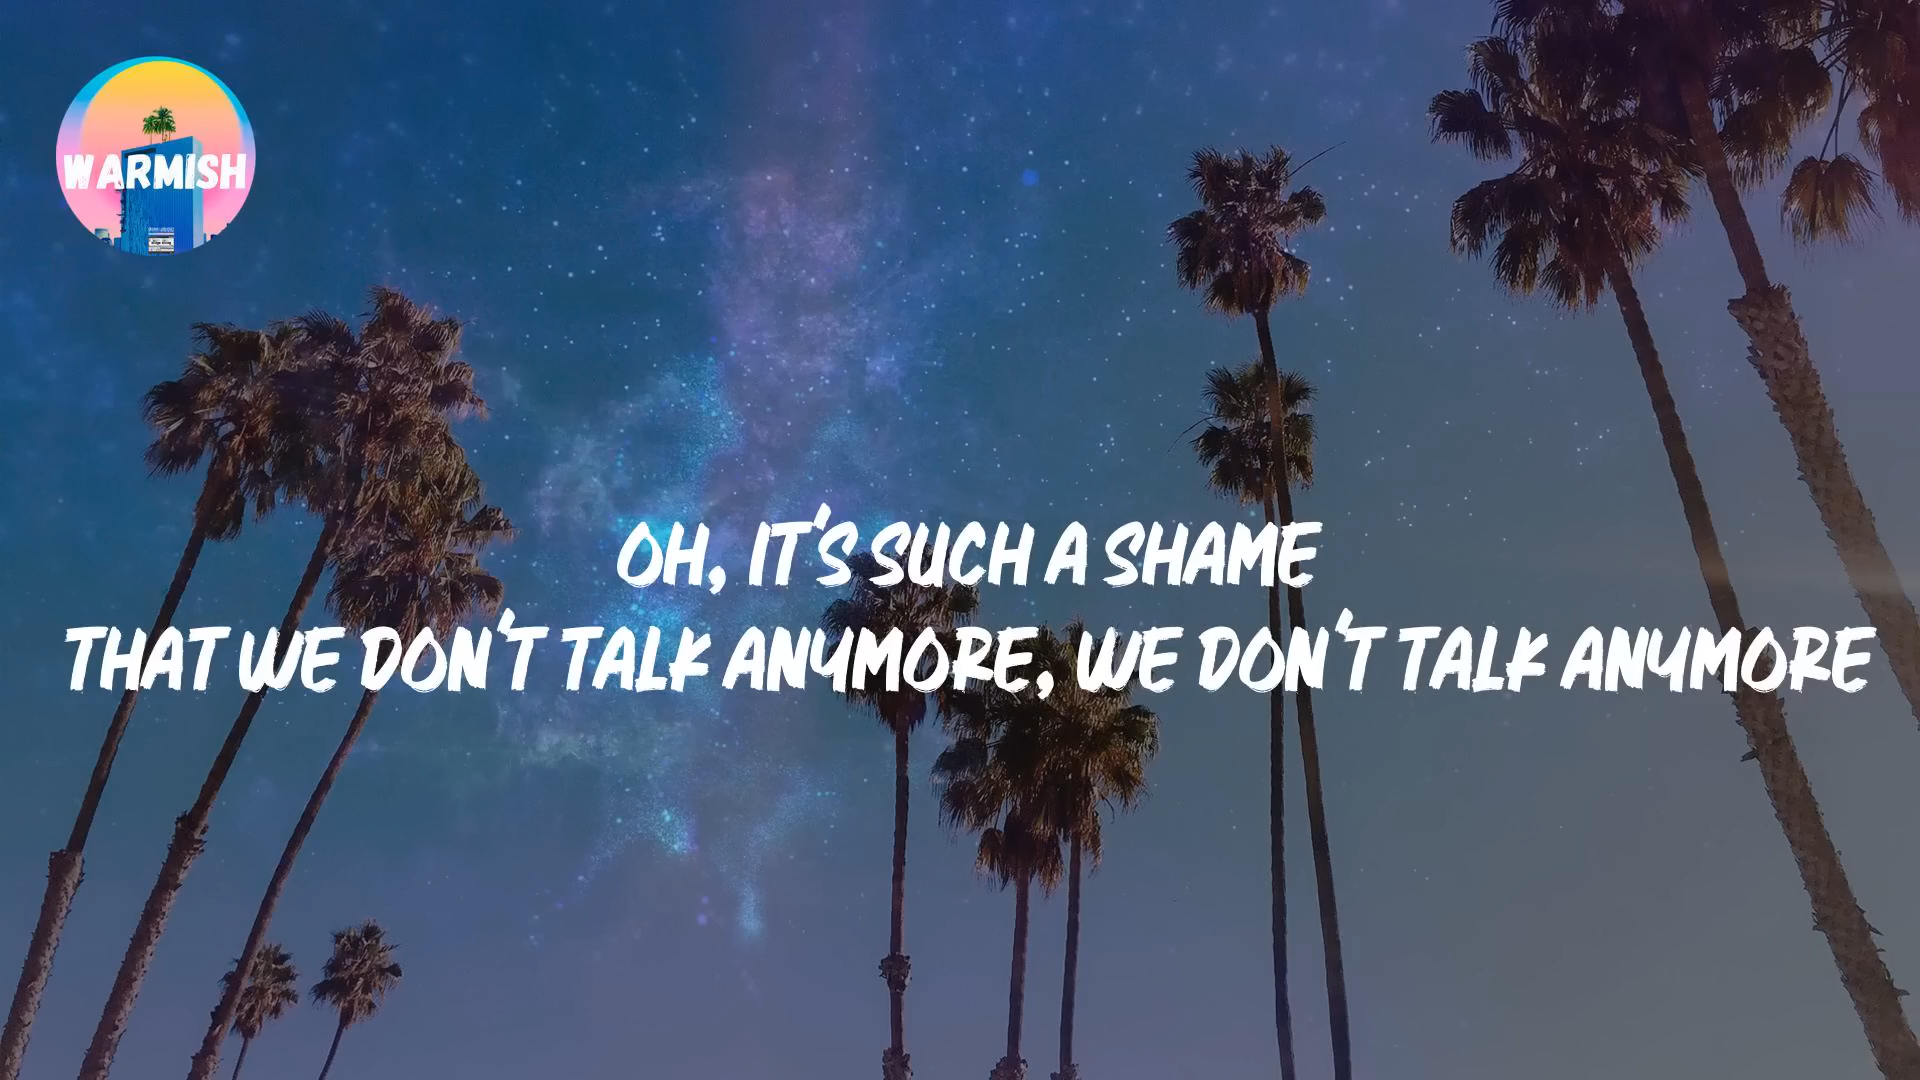 WARMISH
OH, IT'S SUCH A SHAME
THAT WE DON'T TALK ANYMORE, WE DON'T TALK ANYMORE